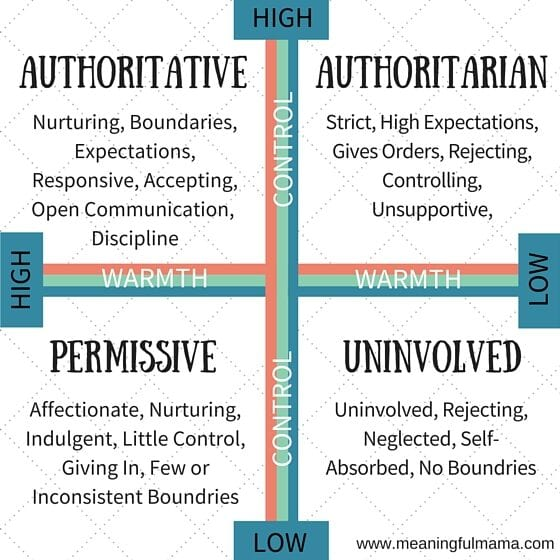 HIGH
AUTHORITATIVE
Nurturing, Boundaries,
Expectations,
Responsive, Accepting,
Open Communication,
Discipline
CONTROL
AUTHORITARIAN
Strict, High Expectations,
Gives Orders, Rejecting,
Controlling,
Unsupportive,
HIGH
WARMTH
WARMTH
LOW
PERMISSIVE
Affectionate, Nurturing,
Indulgent, Little Control,
Giving In, Few or
Inconsistent Boundries
CONTROL
UNINVOLVED
Uninvolved, Rejecting,
Neglected, Self-
Absorbed, No Boundries
LOW
www.meaningfulmama.com